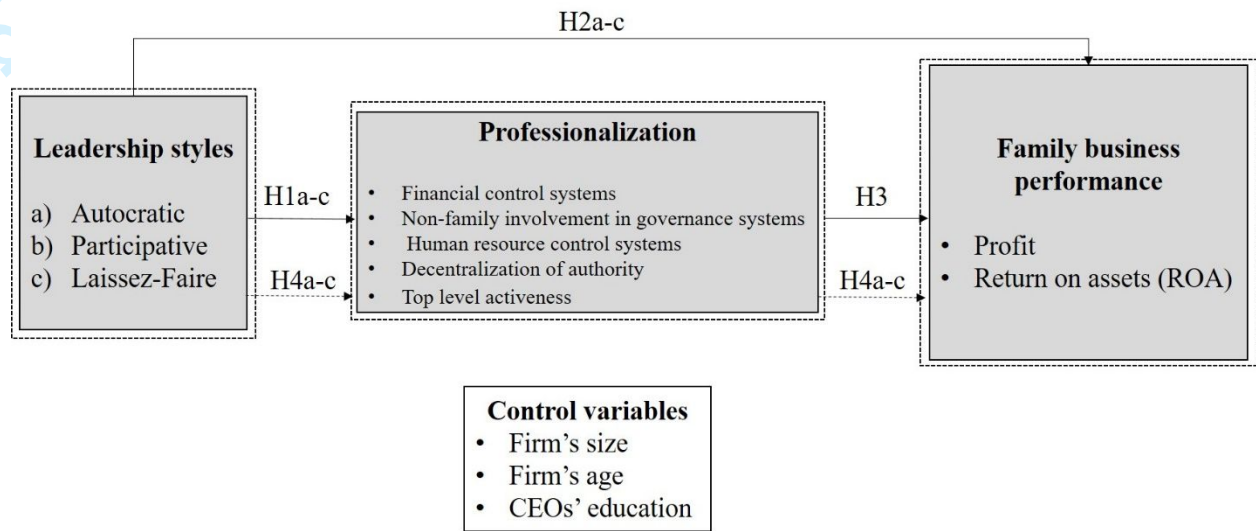 H2a-c
Leadership styles
a) Autocratic
b) Participative
c) Laissez-Faire
H1a-c
H4a-c
Professionalization
• Financial control systems
• Non-family involvement in governance systems
• Human resource control systems
• Decentralization of authority
• Top level activeness
H3
H4a-c
Family business
performance
• Profit
• Return on assets (ROA)
Control variables
• Firm's size
• Firm's age
• CEOs' education